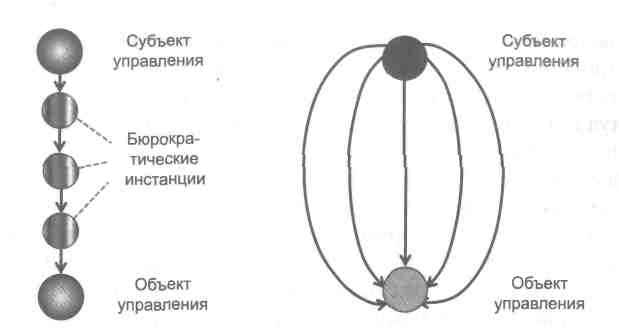 Субъект
управления
Бюрокра-
тические
инстанции
Объект
управления
Субъект
управления
Объект
управления